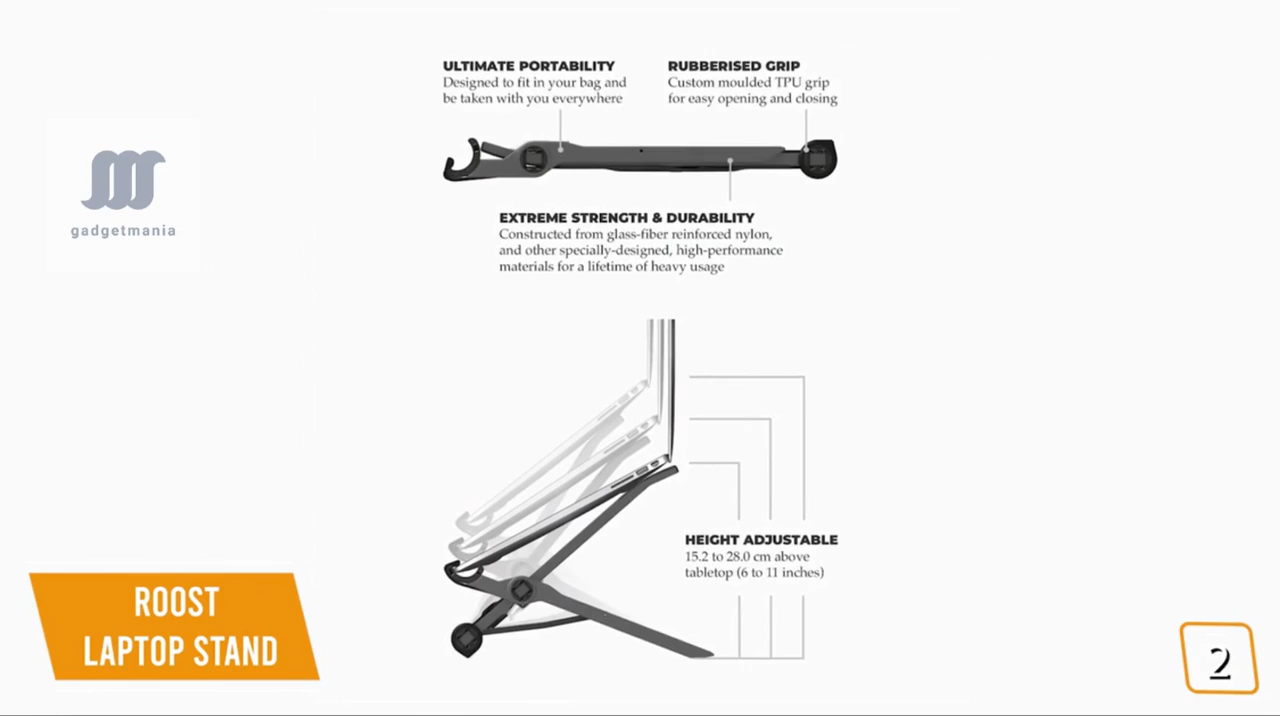 ULTIMATE PORTABILITY
Designed to fit in your bag and
be taken with you everywhere
RUBBERISED GRIP
Custom moulded TPU grip
for easy opening and closing
gadgetmania
EXTREME STRENGTH & DURABILITY
Constructed from glass-fiber reinforced nylon,
and other specially-designed, high-performance
materials for a lifetime of heavy usage
HEIGHT ADJUSTABLE
15.2 to 28.0 cm above
tabletop (6 to 11 inches)
ROOST
LAPTOP STAND
2